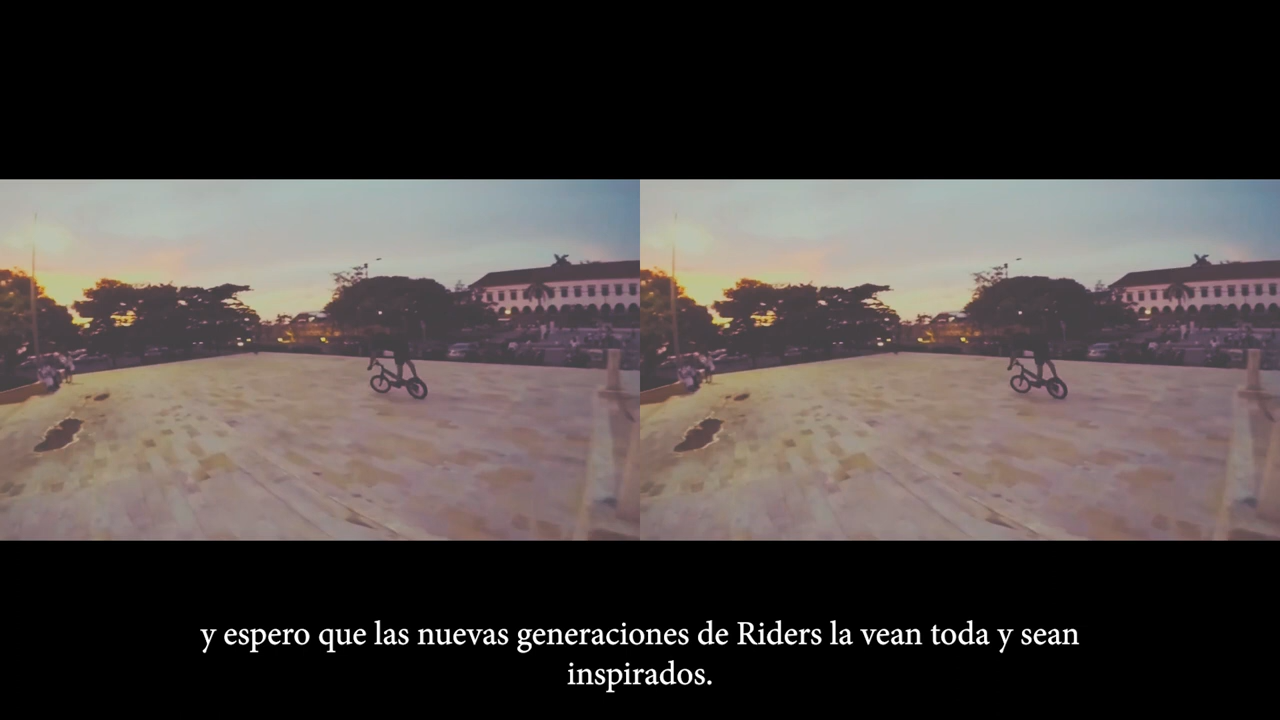 y espero que las nuevas generaciones de Riders la vean toda y sean
inspirados.